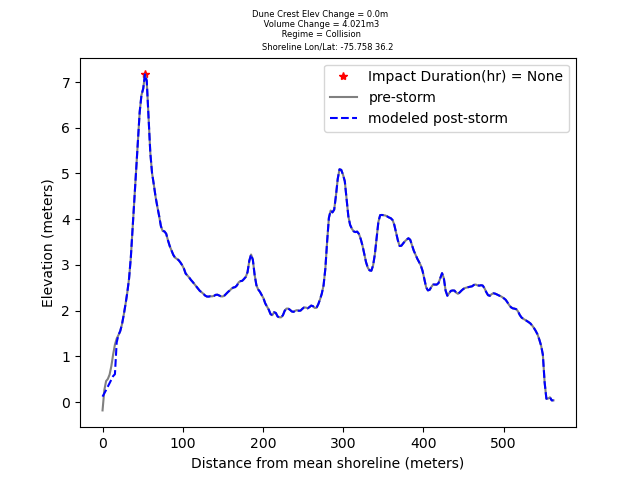 Dune Crest Elev Change = 0.0m
Volume Change = 4.021m3
Regime = Collision
Shoreline Lon/Lat: -75.758 36.2
Impact Duration(hr) = None
pre-storm
modeled post-storm
Elevation (meters)
7
6
5
4
3
2
1
0
0 100 200 300 400 500
Distance from mean shoreline (meters)